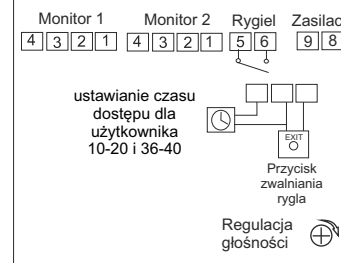 Monitor 1 Monitor 2 Rygiel
4 3 2 1 4 3 2 1 5 6 9 8
ustawianie czasu
dostępu dla
użytkownika
10-20 i 36-40
EXIT
Przycisk
zwalniania
rygla
Regulacja
głośności